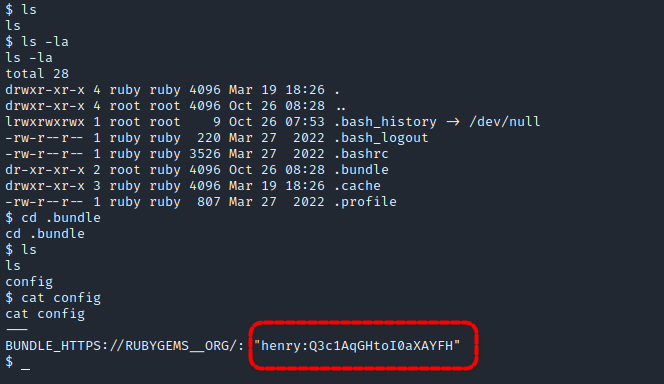 $ ls
ls
$ ls -la
ls -la
total 28
drwxr-xr-x 4 ruby ruby 4096 Mar 19 18:26 .
drwxr-xr-x 4 root root 4096 Oct 26 08:28 ..
lrwxrwxrwx 1 root root    9 Oct 26 07:53 .bash_history → /dev/null
-rw-r--r-- 1 ruby ruby  220 Mar 27  2022 .bash_logout
-rw-r--r-- 1 ruby ruby 3526 Mar 27  2022 .bashrc
dr-xr-xr-x 2 root ruby 4096 Oct 26 08:28 .bundle
drwxr-xr-x 3 ruby ruby 4096 Mar 19 18:26 .cache
-rw-r--r-- 1 ruby ruby  807 Mar 27  2022 .profile
$ cd .bundle
cd .bundle
$ ls
ls
config
$ cat config
cat config
---
BUNDLE_HTTPS://RUBYGEMS__ORG/: "henry:Q3c1AqGHtoI0aXAYFH"
$ _